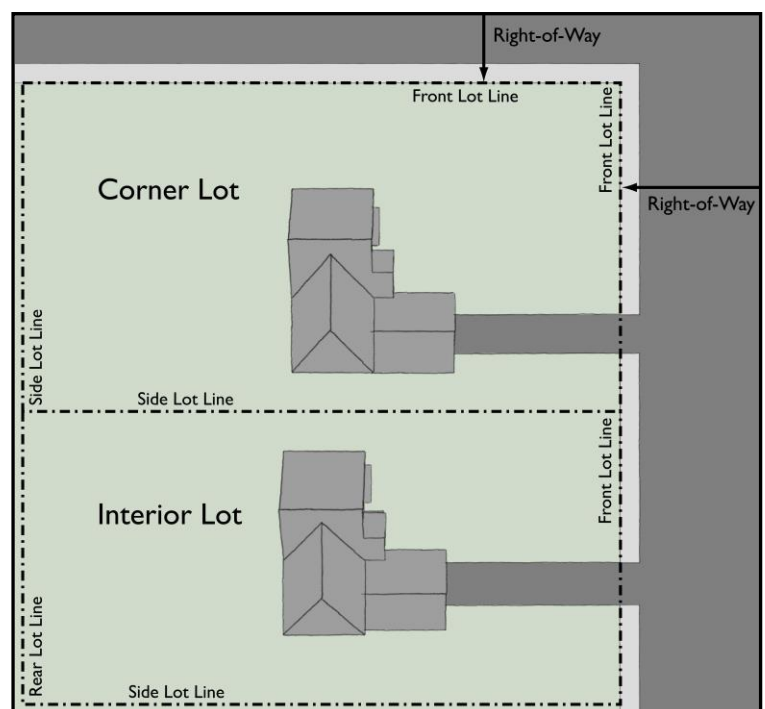 Right-of-Way
Front Lot Line
Front Lot Line
Corner Lot
Right-of-Way
Side Lot Line
Side Lot Line
Front Lot Line
Interior Lot
Rear Lot Line
Side Lot Line